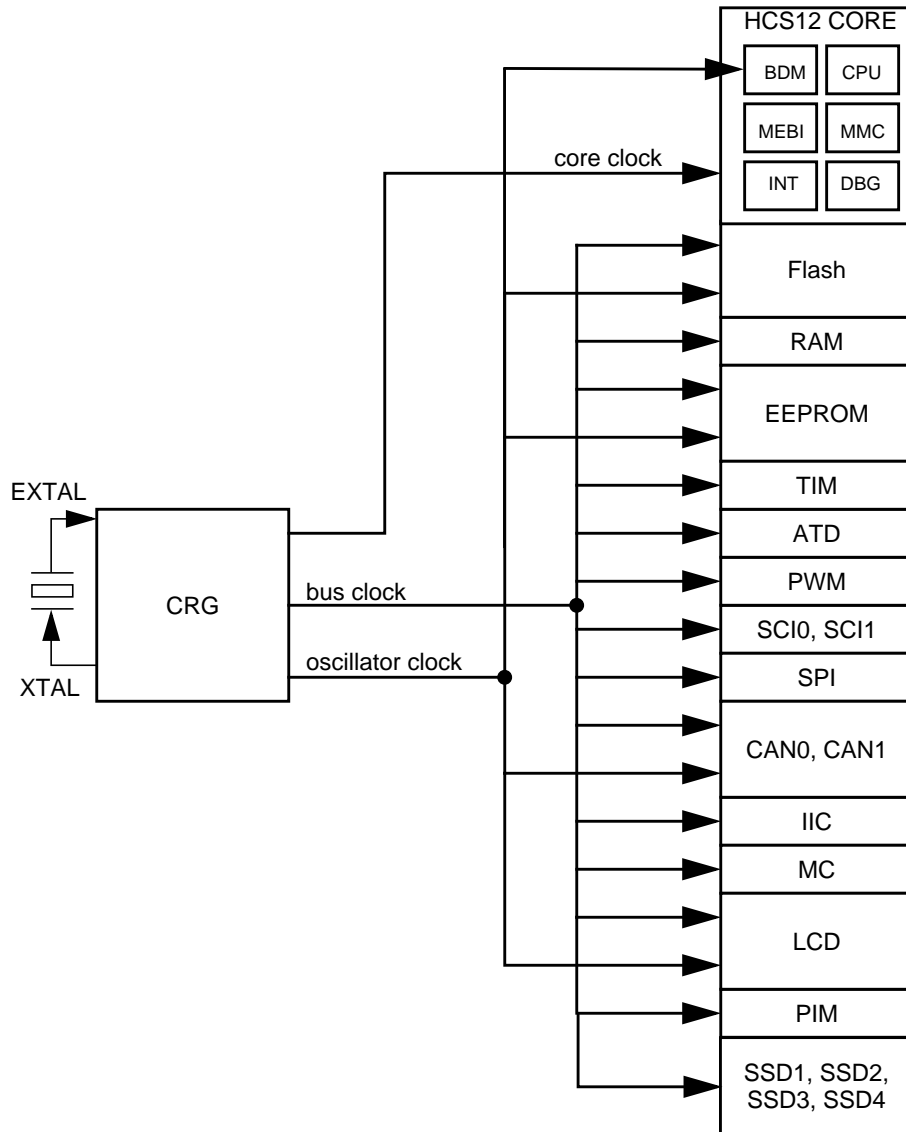 HCS12 CORE
BDM
CPU
MEBI
MMC
core clock
INT
DBG
Flash
RAM
EEPROM
TIM
EXTAL
ATD
PWM
CRG
bus clock
SCI0, SCI1
oscillator clock
SPI
XTAL
CAN0, CAN1
IIC
MC
LCD
PIM
SSD1, SSD2,
SSD3, SSD4